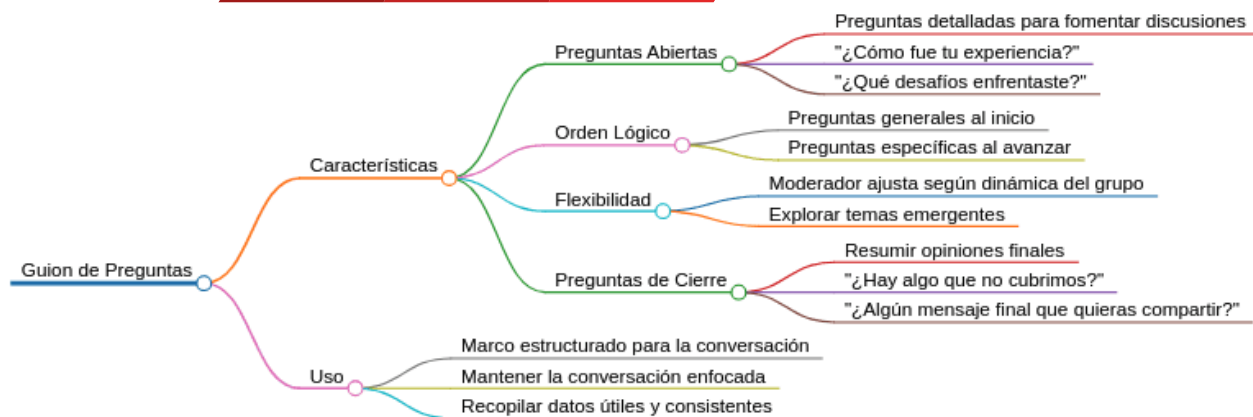 Guion de Preguntas
Características
Preguntas Abiertas
Preguntas detalladas para fomentar discusiones
"¿Cómo fue tu experiencia?"
"¿Qué desafíos enfrentaste?"
Orden Lógico
Preguntas generales al inicio
Preguntas específicas al avanzar
Flexibilidad
Moderador ajusta según dinámica del grupo
Explorar temas emergentes
Preguntas de Cierre
Resumir opiniones finales
"¿Hay algo que no cubrimos?"
"¿Algún mensaje final que quieras compartir?"
Uso
Marco estructurado para la conversación
Mantener la conversación enfocada
Recopilar datos útiles y consistentes